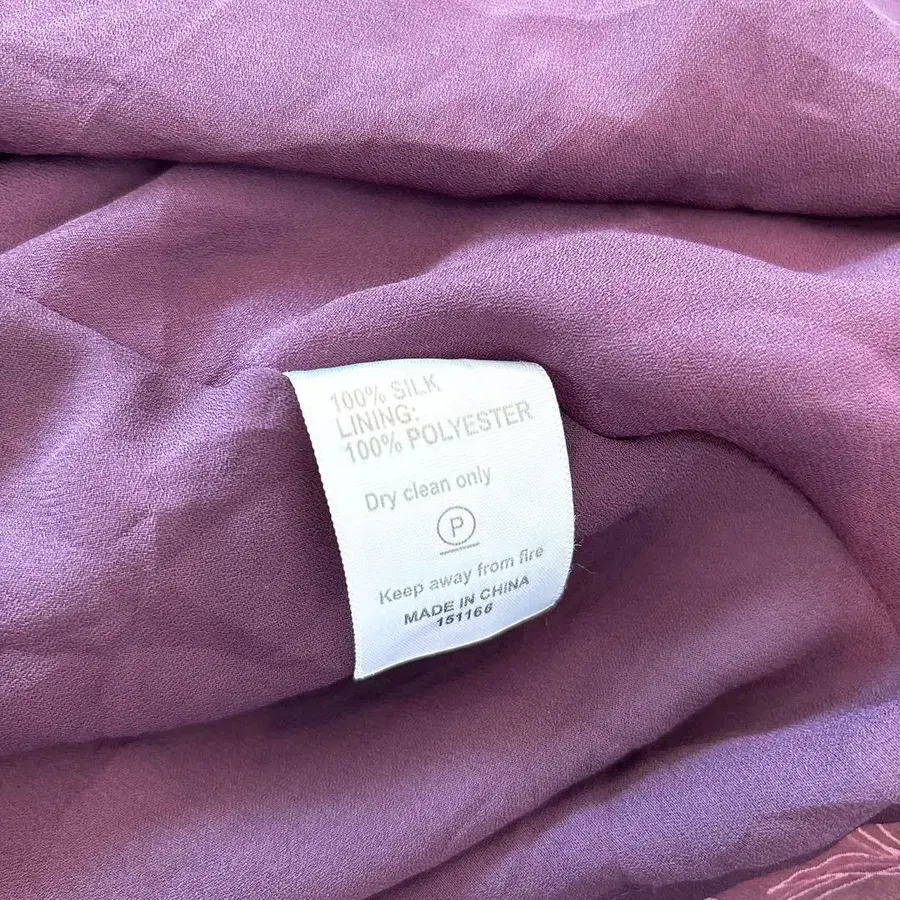 100% SILK
LINING:
100% POLYESTER
Dry clean only
P
Keep away from fire
MADE IN CHINA
151166